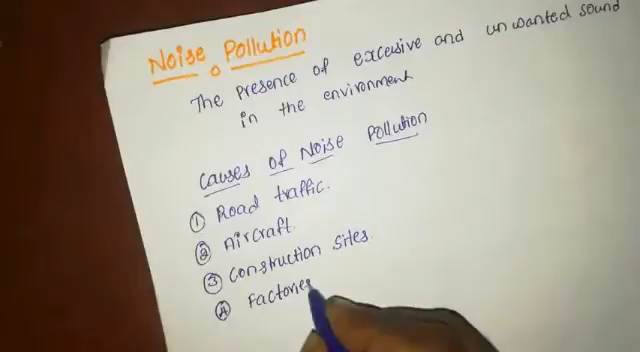 Noise Pollution
The presence of excessive and unwanted sound
in the environment
Causes of Noise Pollution
① Road traffic.
② Aircraft.
③ Construction Sites.
④ Factories